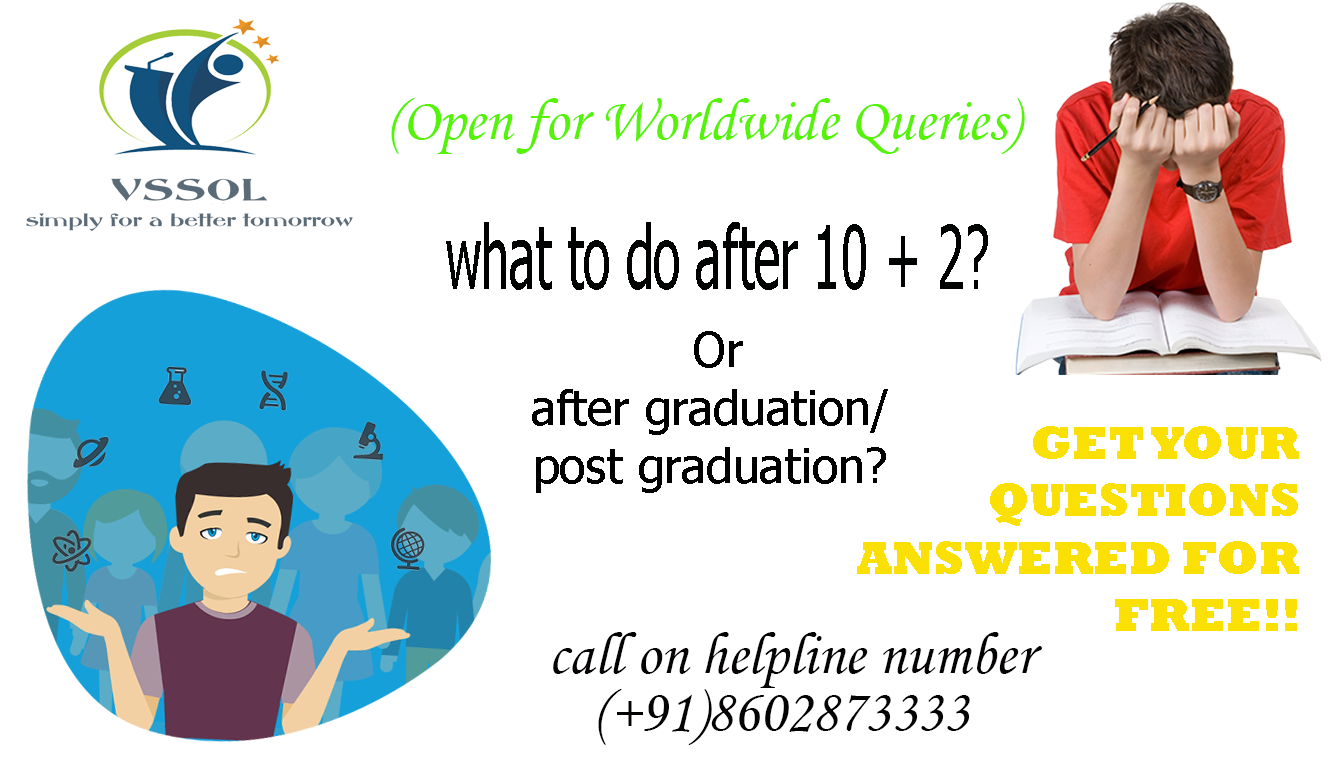 VSSOL
simply for a better tomorrow
(Open for Worldwide Queries)
what to do after 10 + 2?
Or
after graduation/
post graduation?
GET YOUR
QUESTIONS
ANSWERED FOR
FREE!!
call on helpline number
(+91)8602873333